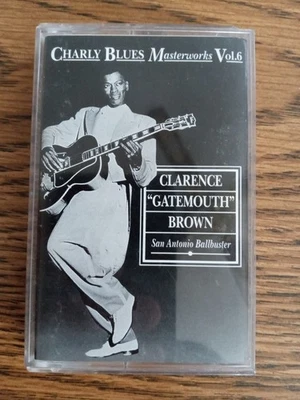 CHARLY BLUES Masterworks Vol.6
CLARENCE
"GATEMOUTH"
BROWN
San Antonio Ballbuster